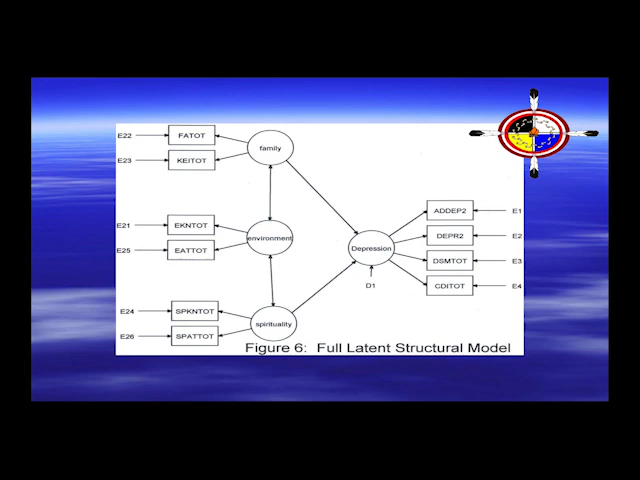 E22
FATOT
family
E23
KEITOT
E21
EKNTOT
environment
E25
EATTOT
E24
SPKNTOT
spirituality
E26
SPATTOT
Depression
D1
ADDEP2
E1
DEPR2
E2
DSMTOT
E3
CDITOT
E4
Figure 6: Full Latent Structural Model